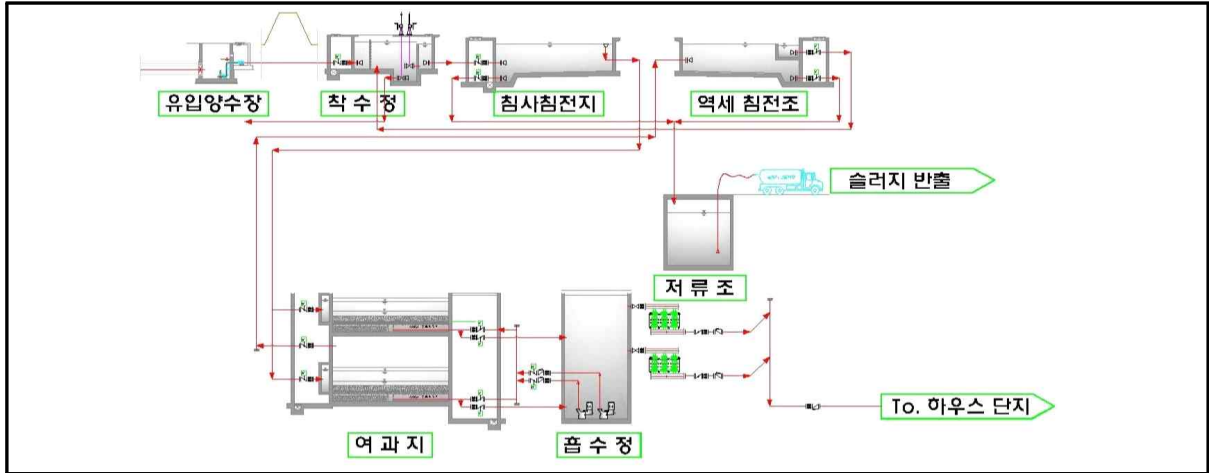 유입양수장
착 수 정
침사침전지
역세 침전조
슬러지 반출
저 류 조
To. 하우스 단지
여 과 지
흡 수 정